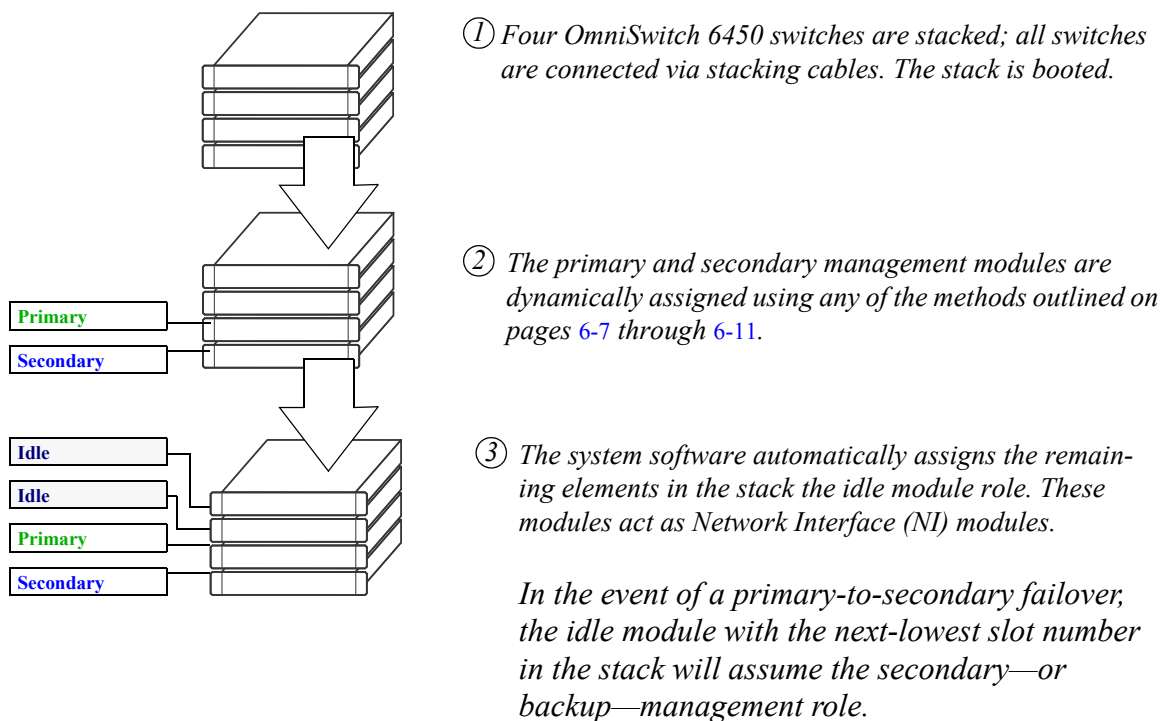 ① Four OmniSwitch 6450 switches are stacked; all switches
are connected via stacking cables. The stack is booted.
② The primary and secondary management modules are
dynamically assigned using any of the methods outlined on
pages 6-7 through 6-11.
Primary
Secondary
Idle
Idle
Primary
Secondary
③ The system software automatically assigns the remain-
ing elements in the stack the idle module role. These
modules act as Network Interface (NI) modules.
In the event of a primary-to-secondary failover,
the idle module with the next-lowest slot number
in the stack will assume the secondary—or
backup—management role.